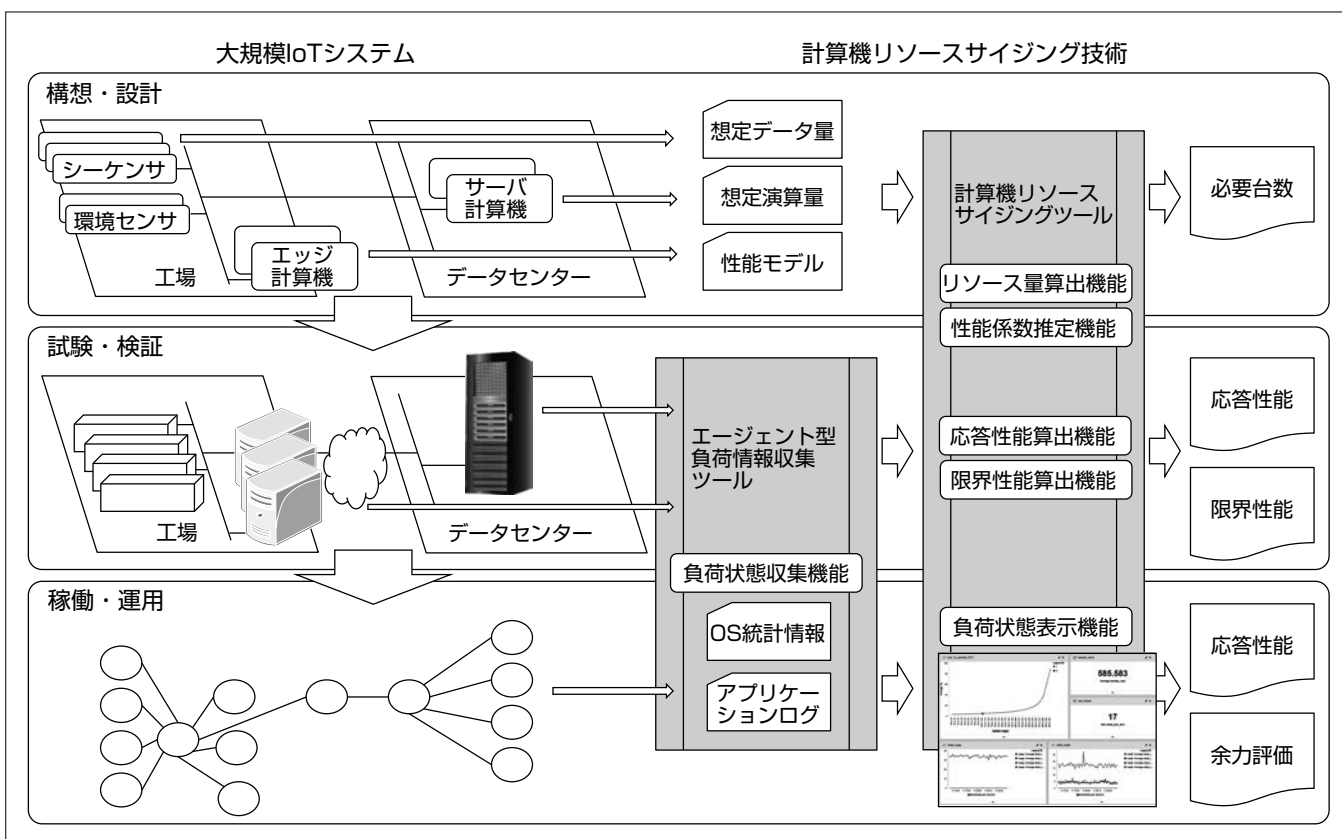 大規模IoTシステム
計算機リソースサイジング技術
構想・設計
シーケンサ
環境センサ
工場
エッジ
計算機
サーバ
計算機
データセンター
想定データ量
想定演算量
性能モデル
計算機リソース
サイジングツール
リソース量算出機能
性能係数推定機能
必要台数
試験・検証
工場
データセンター
エージェント型
負荷情報収集
ツール
応答性能算出機能
限界性能算出機能
応答性能
限界性能
負荷状態収集機能
稼働・運用
OS統計情報
アプリケー
ションログ
負荷状態表示機能
585.583
17
応答性能
余力評価